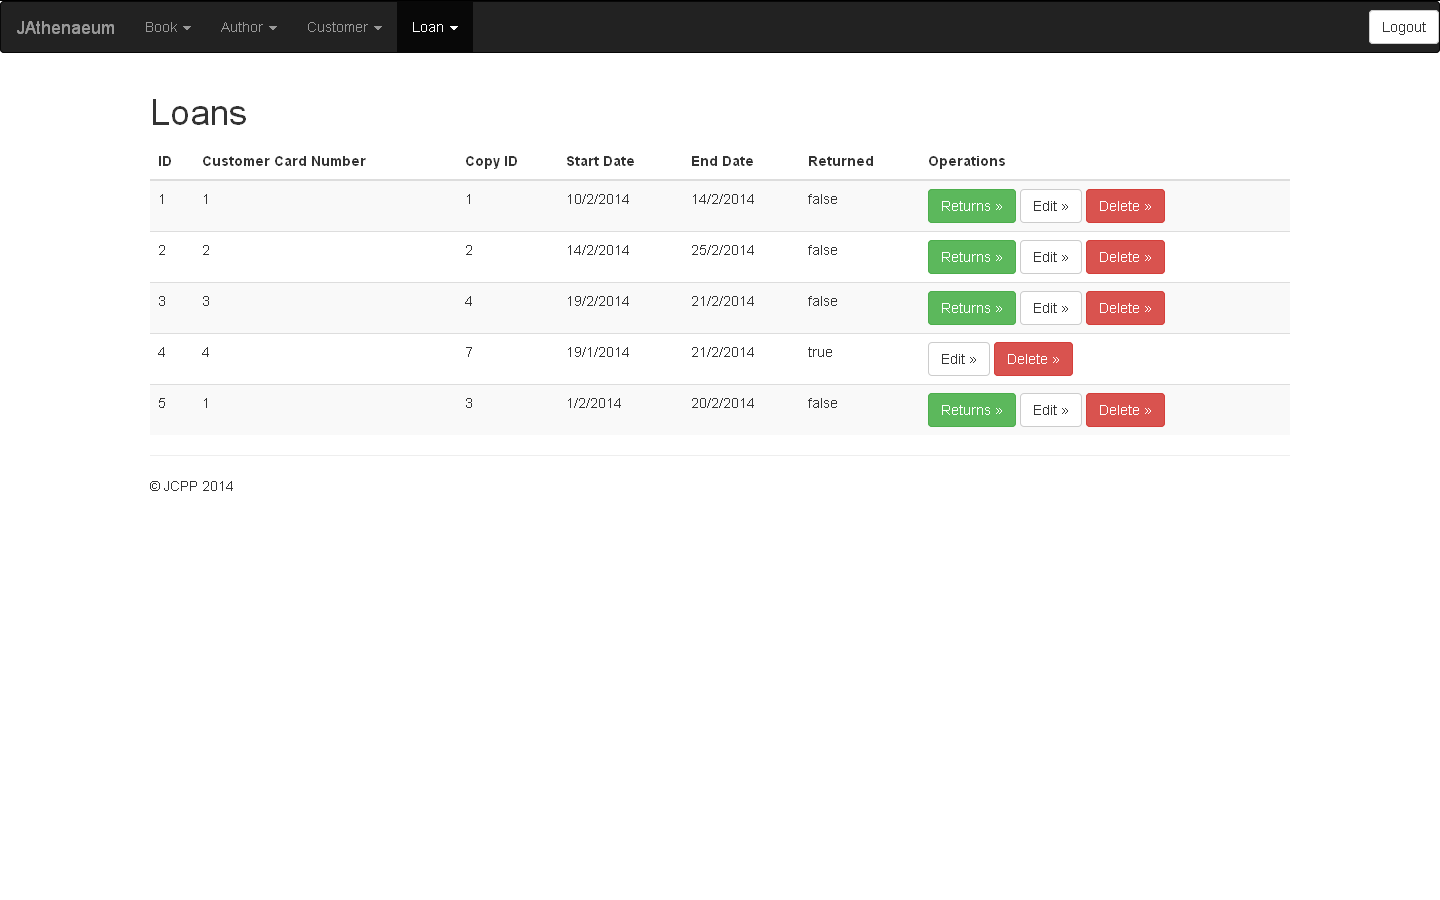 JAthenaeum Book Author Customer Loan Logout
Loans
ID Customer Card Number Copy ID Start Date End Date Returned Operations
1 1 1 10/2/2014 14/2/2014 false Returns » Edit » Delete »
2 2 2 14/2/2014 25/2/2014 false Returns » Edit » Delete »
3 3 4 19/2/2014 21/2/2014 false Returns » Edit » Delete »
4 4 7 19/1/2014 21/2/2014 true Edit » Delete »
5 1 3 1/2/2014 20/2/2014 false Returns » Edit » Delete »
© JCPP 2014